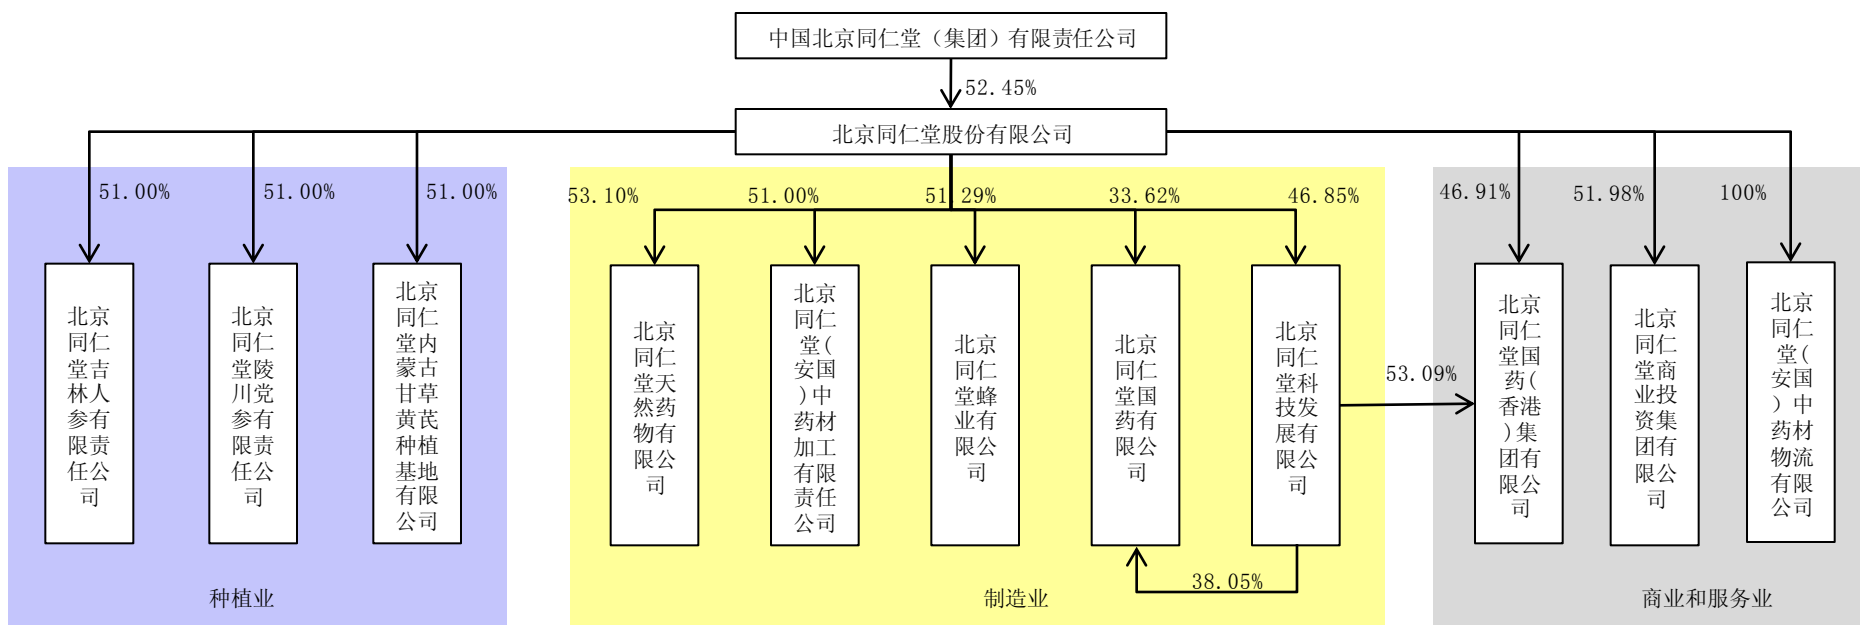 中国北京同仁堂（集团）有限责任公司
52.45%
北京同仁堂股份有限公司
51.00%
51.00%
51.00%
53.10%
51.00%
51.29%
33.62%
46.85%
46.91%
51.98%
100%
北京
同仁
堂吉
林人
参有
限责
任公
司
北京
同仁
堂陵
川党
参有
限责
任公
司
北京
同仁
堂内
蒙古
甘草
黄芪
种植
基地
有限
公司
北京
同仁
堂天
然药
物有
限公
司
北京
同仁
堂(
安国
)中
药材
加工
有限
责任
公司
北京
同仁
堂蜂
业有
限公
司
北京
同仁
堂国
药有
限公
司
北京
同仁
堂科
技发
展有
限公
司
53.09%
北京
同仁
堂国
药(
香港
)集
团有
限公
司
北京
同仁
堂商
业投
资集
团有
限公
司
北京
同仁
堂(
安国
)中
药材
物流
有限
公司
38.05%
种植业
制造业
商业和服务业